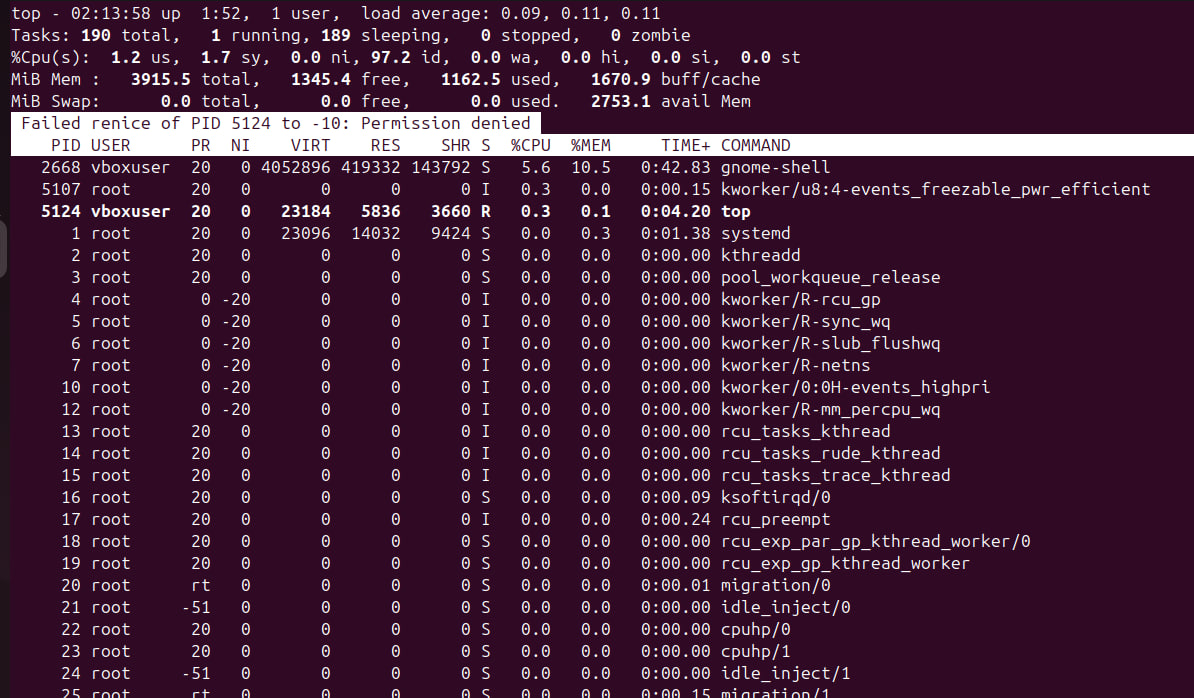 top - 02:13:58 up  1:52,  1 user,  load average: 0.09, 0.11, 0.11
Tasks: 190 total,   1 running, 189 sleeping,   0 stopped,   0 zombie
%Cpu(s):  1.2 us,  1.7 sy,  0.0 ni, 97.2 id,  0.0 wa,  0.0 hi,  0.0 si,  0.0 st
MiB Mem :   3915.5 total,   1345.4 free,   1162.5 used,   1670.9 buff/cache
MiB Swap:      0.0 total,      0.0 free,      0.0 used.   2753.1 avail Mem
Failed renice of PID 5124 to -10: Permission denied
PID USER      PR  NI    VIRT    RES    SHR S  %CPU  %MEM     TIME+ COMMAND
2668 vboxuser  20   0 4052896 419332 143792 S   5.6  10.5   0:42.83 gnome-shell
5107 root      20   0       0      0      0 I   0.3   0.0   0:00.15 kworker/u8:4-events_freezable_pwr_efficient
5124 vboxuser  20   0   23184   5836   3660 R   0.3   0.1   0:04.20 top
1 root      20   0   23096  14032   9424 S   0.0   0.3   0:01.38 systemd
2 root      20   0       0      0      0 S   0.0   0.0   0:00.00 kthreadd
3 root      20   0       0      0      0 S   0.0   0.0   0:00.00 pool_workqueue_release
4 root       0 -20       0      0      0 I   0.0   0.0   0:00.00 kworker/R-rcu_gp
5 root       0 -20       0      0      0 I   0.0   0.0   0:00.00 kworker/R-sync_wq
6 root       0 -20       0      0      0 I   0.0   0.0   0:00.00 kworker/R-slub_flushwq
7 root       0 -20       0      0      0 I   0.0   0.0   0:00.00 kworker/R-netns
10 root       0 -20       0      0      0 I   0.0   0.0   0:00.00 kworker/0:0H-events_highpri
12 root       0 -20       0      0      0 I   0.0   0.0   0:00.00 kworker/R-mm_percpu_wq
13 root      20   0       0      0      0 I   0.0   0.0   0:00.00 rcu_tasks_kthread
14 root      20   0       0      0      0 I   0.0   0.0   0:00.00 rcu_tasks_rude_kthread
15 root      20   0       0      0      0 I   0.0   0.0   0:00.00 rcu_tasks_trace_kthread
16 root      20   0       0      0      0 S   0.0   0.0   0:00.09 ksoftirqd/0
17 root      20   0       0      0      0 I   0.0   0.0   0:00.24 rcu_preempt
18 root      20   0       0      0      0 S   0.0   0.0   0:00.00 rcu_exp_par_gp_kthread_worker/0
19 root      20   0       0      0      0 S   0.0   0.0   0:00.00 rcu_exp_gp_kthread_worker
20 root      rt   0       0      0      0 S   0.0   0.0   0:00.01 migration/0
21 root     -51   0       0      0      0 S   0.0   0.0   0:00.00 idle_inject/0
22 root      20   0       0      0      0 S   0.0   0.0   0:00.00 cpuhp/0
23 root      20   0       0      0      0 S   0.0   0.0   0:00.00 cpuhp/1
24 root     -51   0       0      0      0 S   0.0   0.0   0:00.00 idle_inject/1
25 root      rt   0       0      0      0 S   0.0   0.0   0:00.15 migration/1